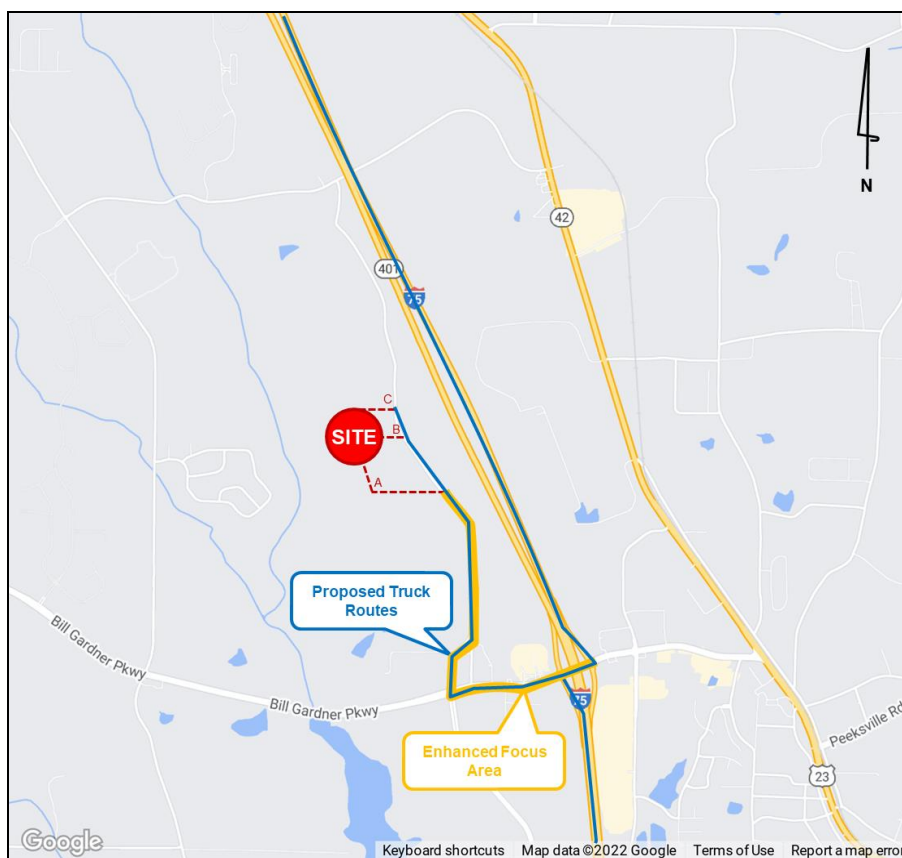 N
42
401
75
C
SITE
B
A
Proposed Truck
Routes
Bill Gardner Pkwy
Bill Gardner Pkwy
75
Enhanced Focus
Area
Peeksville Rd
23
Google
Keyboard shortcuts
Map data ©2022 Google
Terms of Use
Report a map error